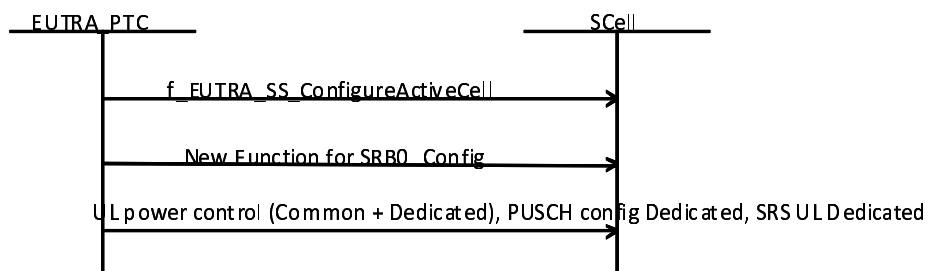 EUTRA_PTC
SCell
f_EUTRA_SS_ConfigureActiveCell
New Function for SRB0_Config
UL power control (Common + Dedicated), PUSCH config Dedicated, SRS UL Dedicated